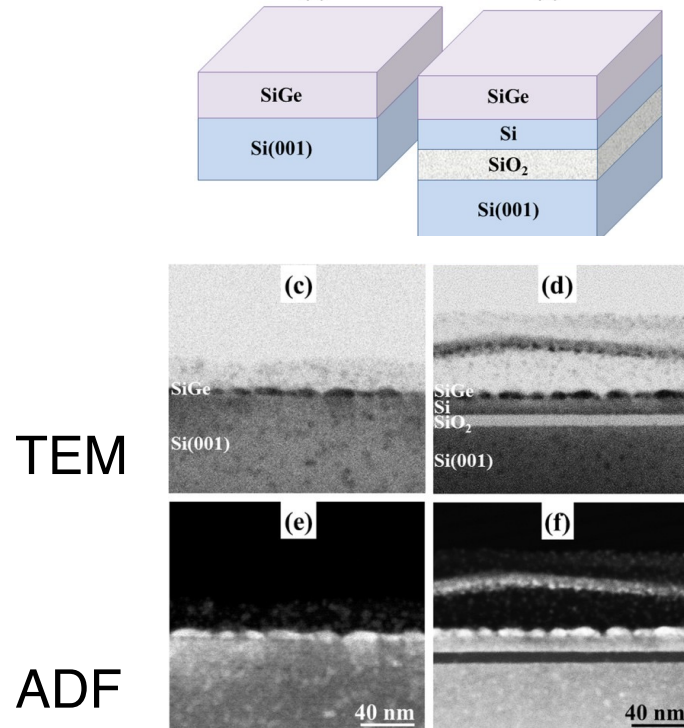 SiGe
Si(001)
SiGe
Si
SiO₂
Si(001)
TEM
(c)
SiGe
Si(001)
(d)
SiGe
Si
SiO₂
Si(001)
ADF
(e)
40 nm
(f)
40 nm